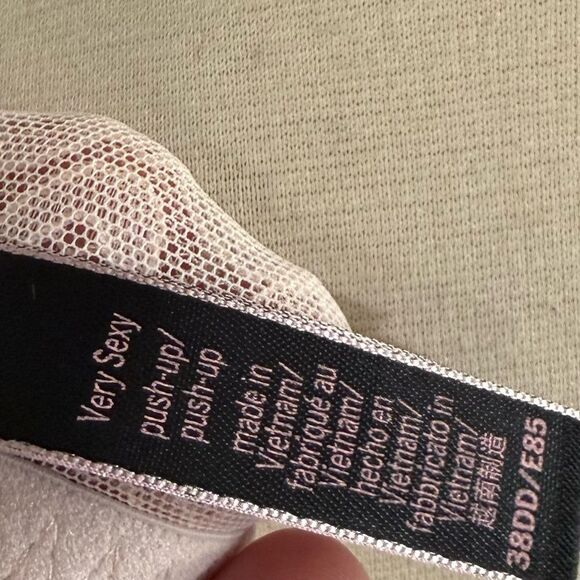 Very Sexy
push-up/
push-up
made in
Vietnam/
fabriqué au
Vietnam/
hecho en
Vietnam/
fabbricato in
Vietnam/
越南制造
38DD/E85